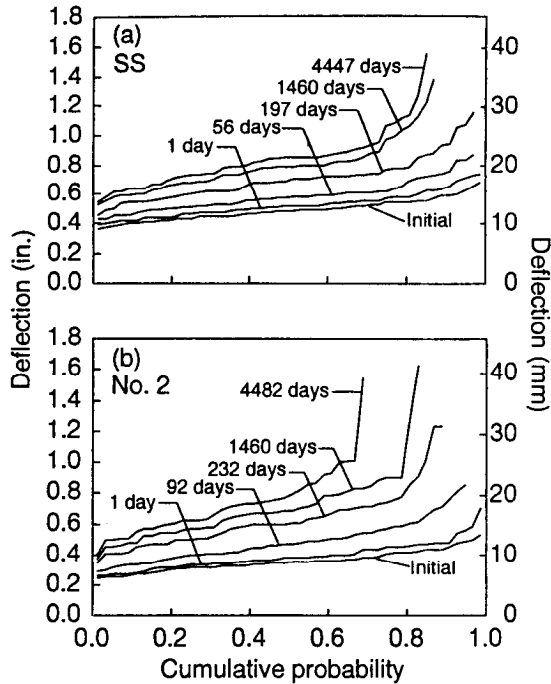 (a)
SS
1.8
1.6
1.4
1.2
1.0
0.8
0.6
0.4
0.2
0.0
40
30
20
10
0
4447 days
1460 days
197 days
56 days
1 day
Initial
Deflection (in.)
Deflection (mm)
(b)
No. 2
1.8
1.6
1.4
1.2
1.0
0.8
0.6
0.4
0.2
0.0
40
30
20
10
0
4482 days
1460 days
232 days
92 days
1 day
Initial
0.0 0.2 0.4 0.6 0.8 1.0
Cumulative probability